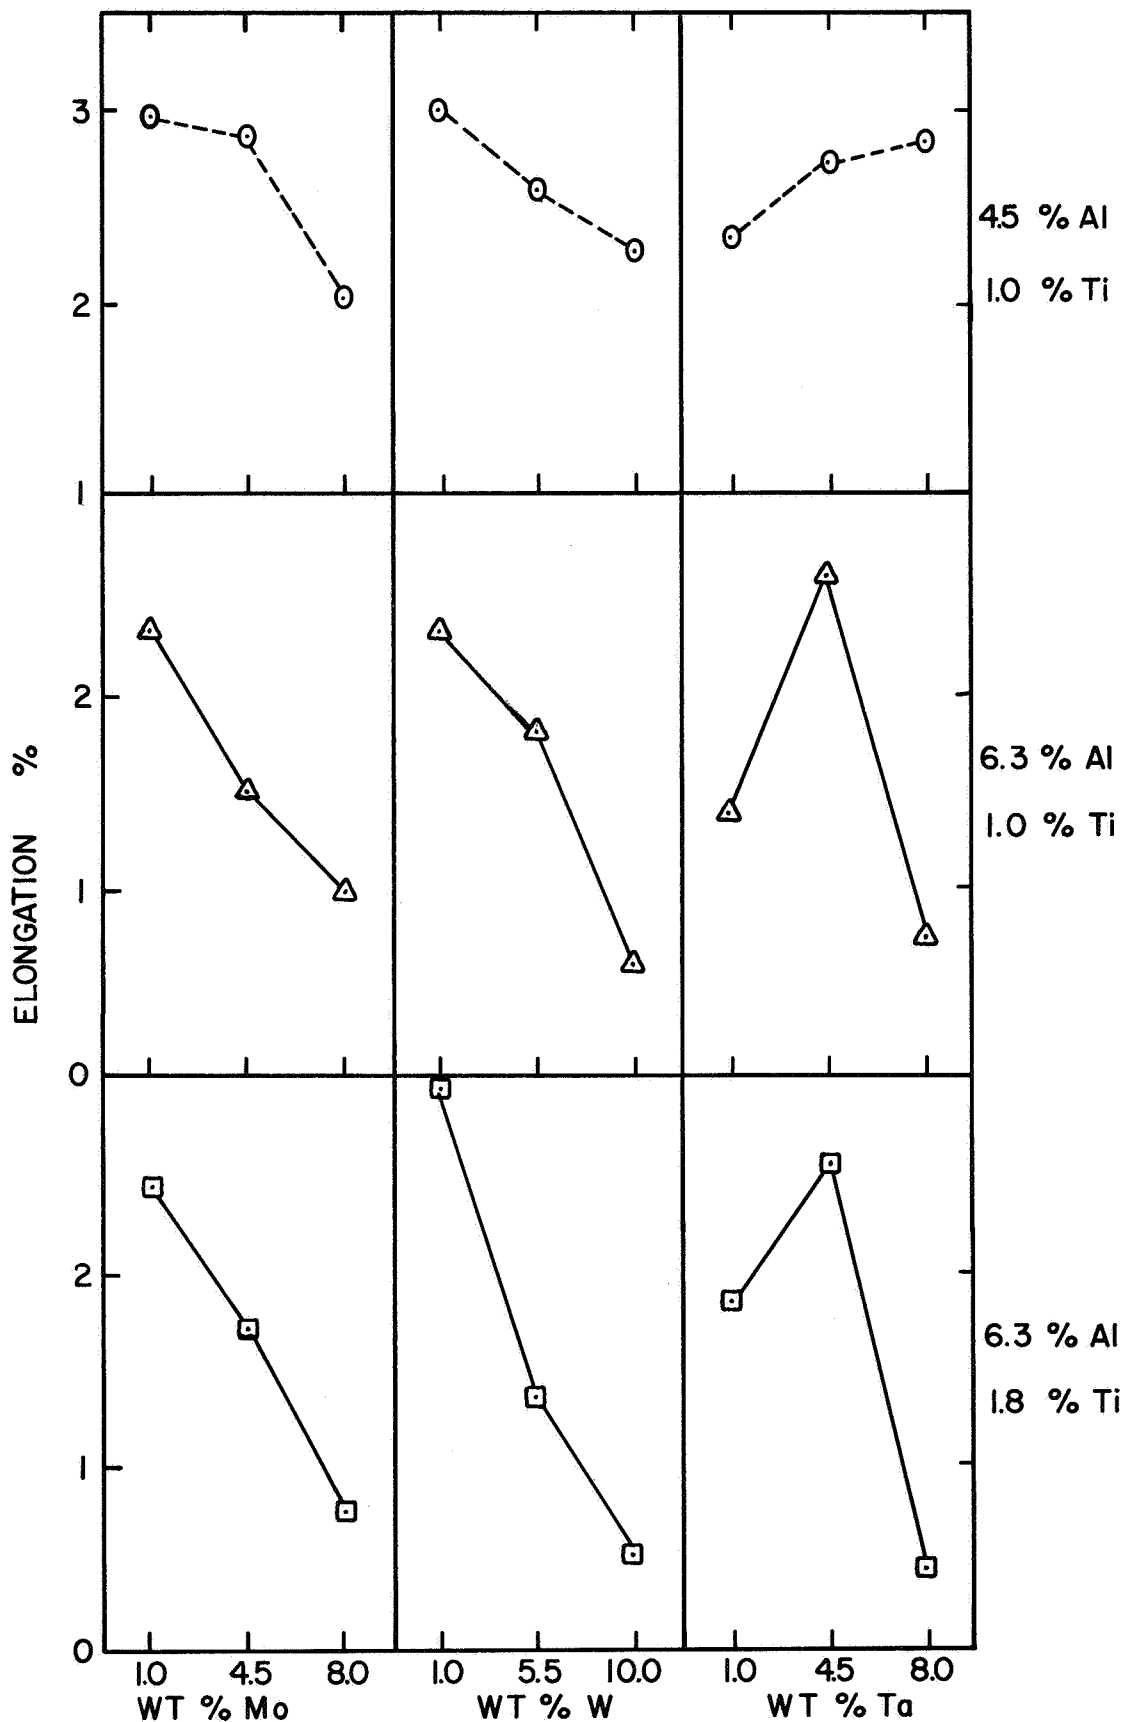 3
2
1
4.5 % Al
1.0 % Ti
ELONGATION %
2
1
0
6.3 % Al
1.0 % Ti
2
1
0
6.3 % Al
1.8 % Ti
1.0 4.5 8.0 1.0 5.5 10.0 1.0 4.5 8.0
WT % Mo WT % W WT % Ta